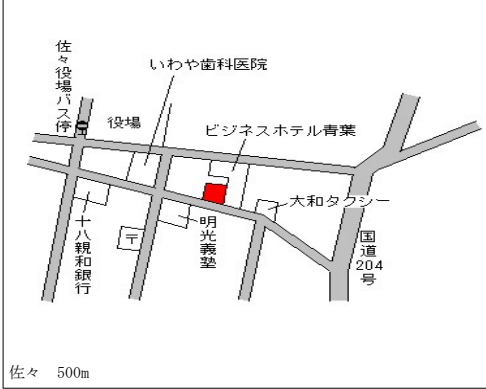 佐々役場バス停
いわや歯科医院
役場
ビジネスホテル青葉
大和タクシー
十八親和銀行
〒
明光義塾
国道204号
佐々 500m